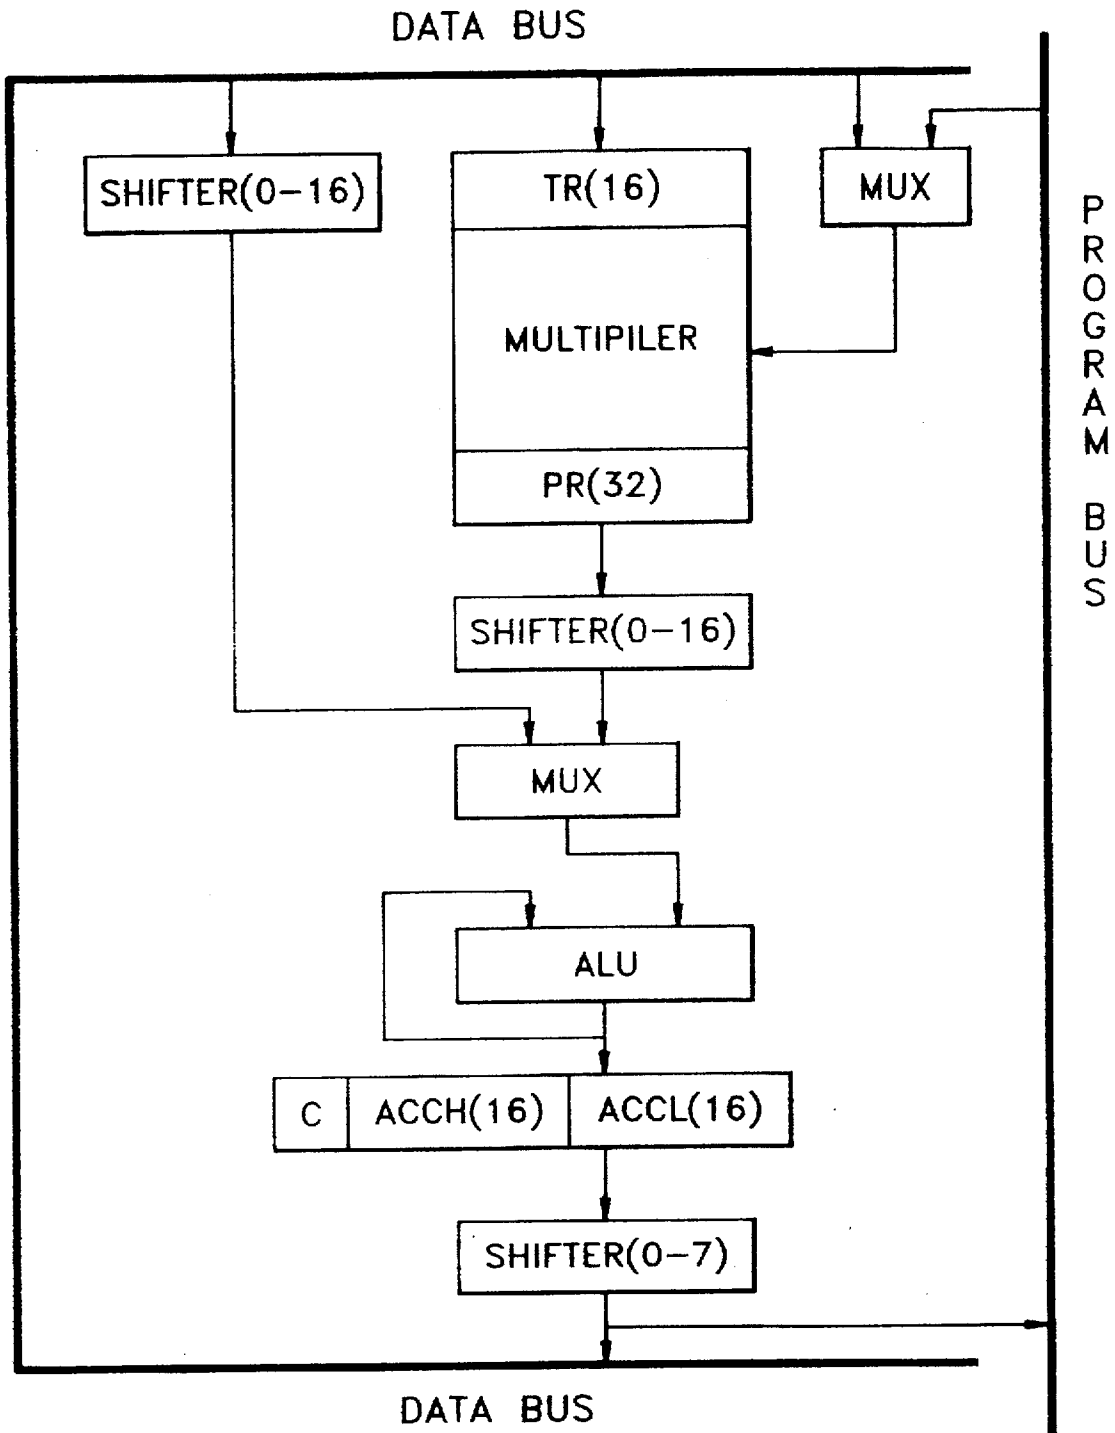 DATA BUS
SHIFTER(0-16)
TR(16)
MUX
MULTIPILER
PR(32)
PROGRAM BUS
SHIFTER(0-16)
MUX
ALU
C
ACCH(16)
ACCL(16)
SHIFTER(0-7)
DATA BUS